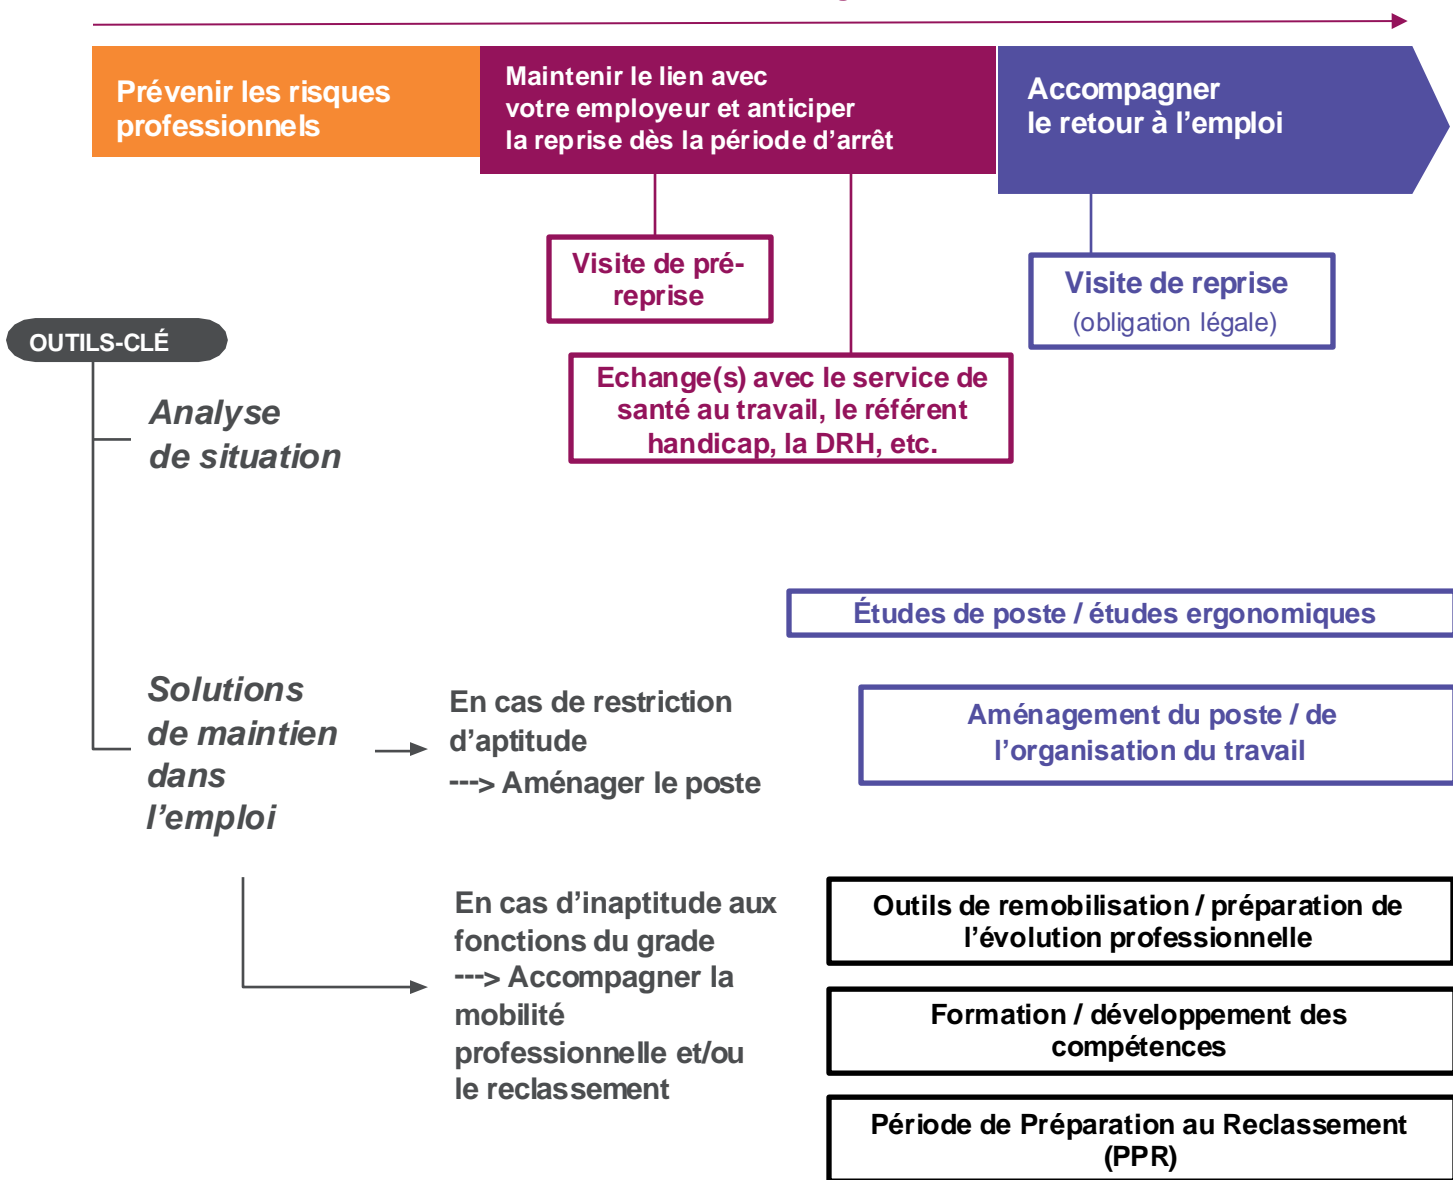 Prévenir les risques
professionnels
Maintenir le lien avec
votre employeur et anticiper
la reprise dès la période d’arrêt
Accompagner
le retour à l’emploi
Visite de pré-
reprise
Visite de reprise
(obligation légale)
OUTILS-CLÉ
Echange(s) avec le service de
santé au travail, le référent
handicap, la DRH, etc.
Analyse
de situation
Études de poste / études ergonomiques
Solutions
de maintien
dans
l’emploi
En cas de restriction
d’aptitude
---> Aménager le poste
Aménagement du poste / de
l’organisation du travail
En cas d’inaptitude aux
fonctions du grade
---> Accompagner la
mobilité
professionnelle et/ou
le reclassement
Outils de remobilisation / préparation de
l’évolution professionnelle
Formation / développement des
compétences
Période de Préparation au Reclassement
(PPR)